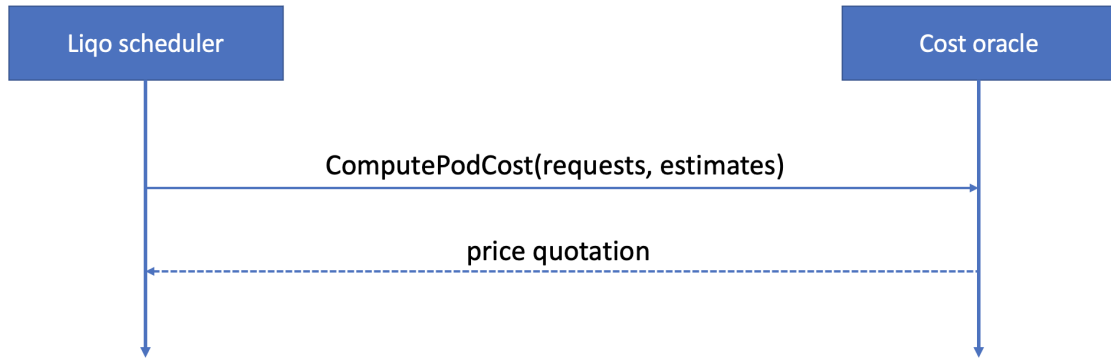 Liqo scheduler
Cost oracle
ComputePodCost(requests, estimates)
price quotation